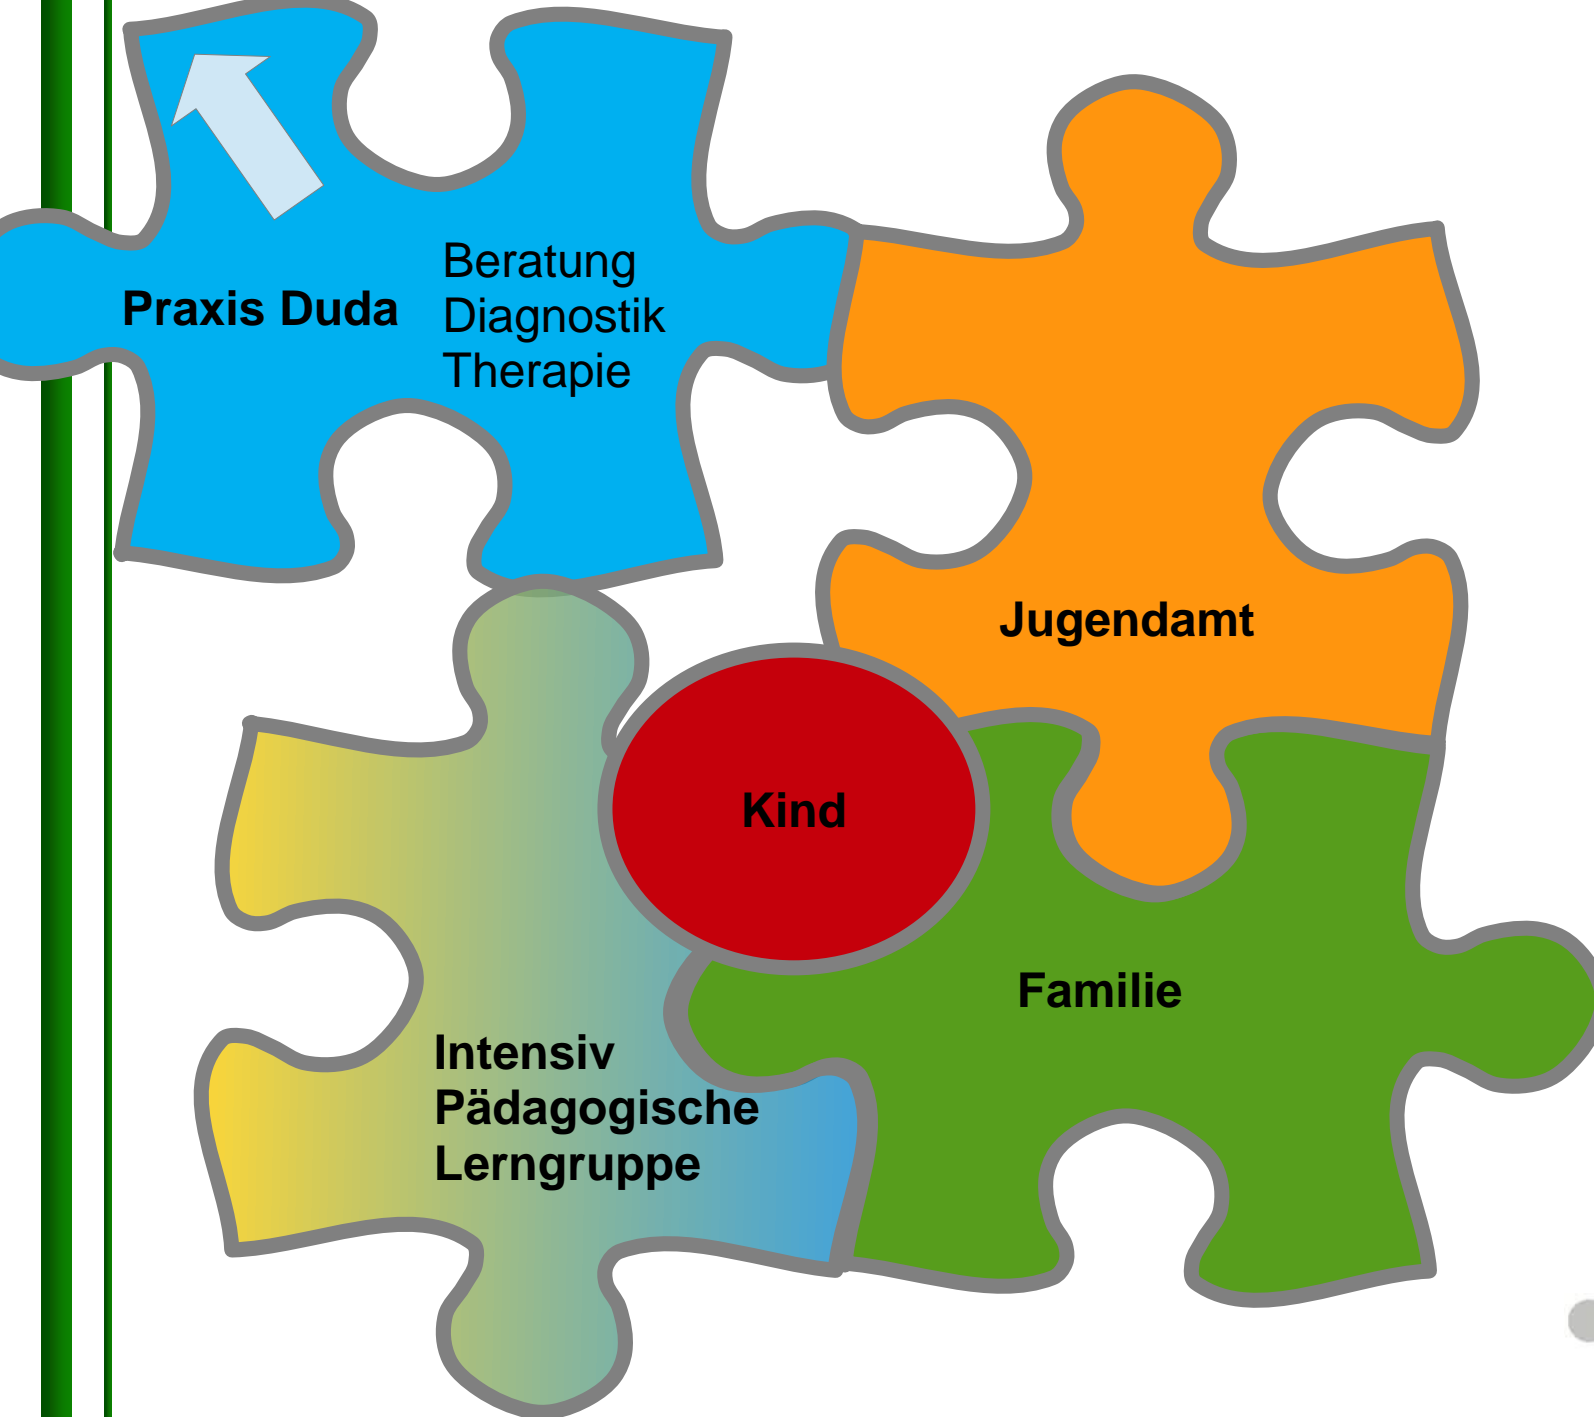 Praxis Duda
Beratung
Diagnostik
Therapie
Jugendamt
Kind
Familie
Intensiv
Pädagogische
Lerngruppe